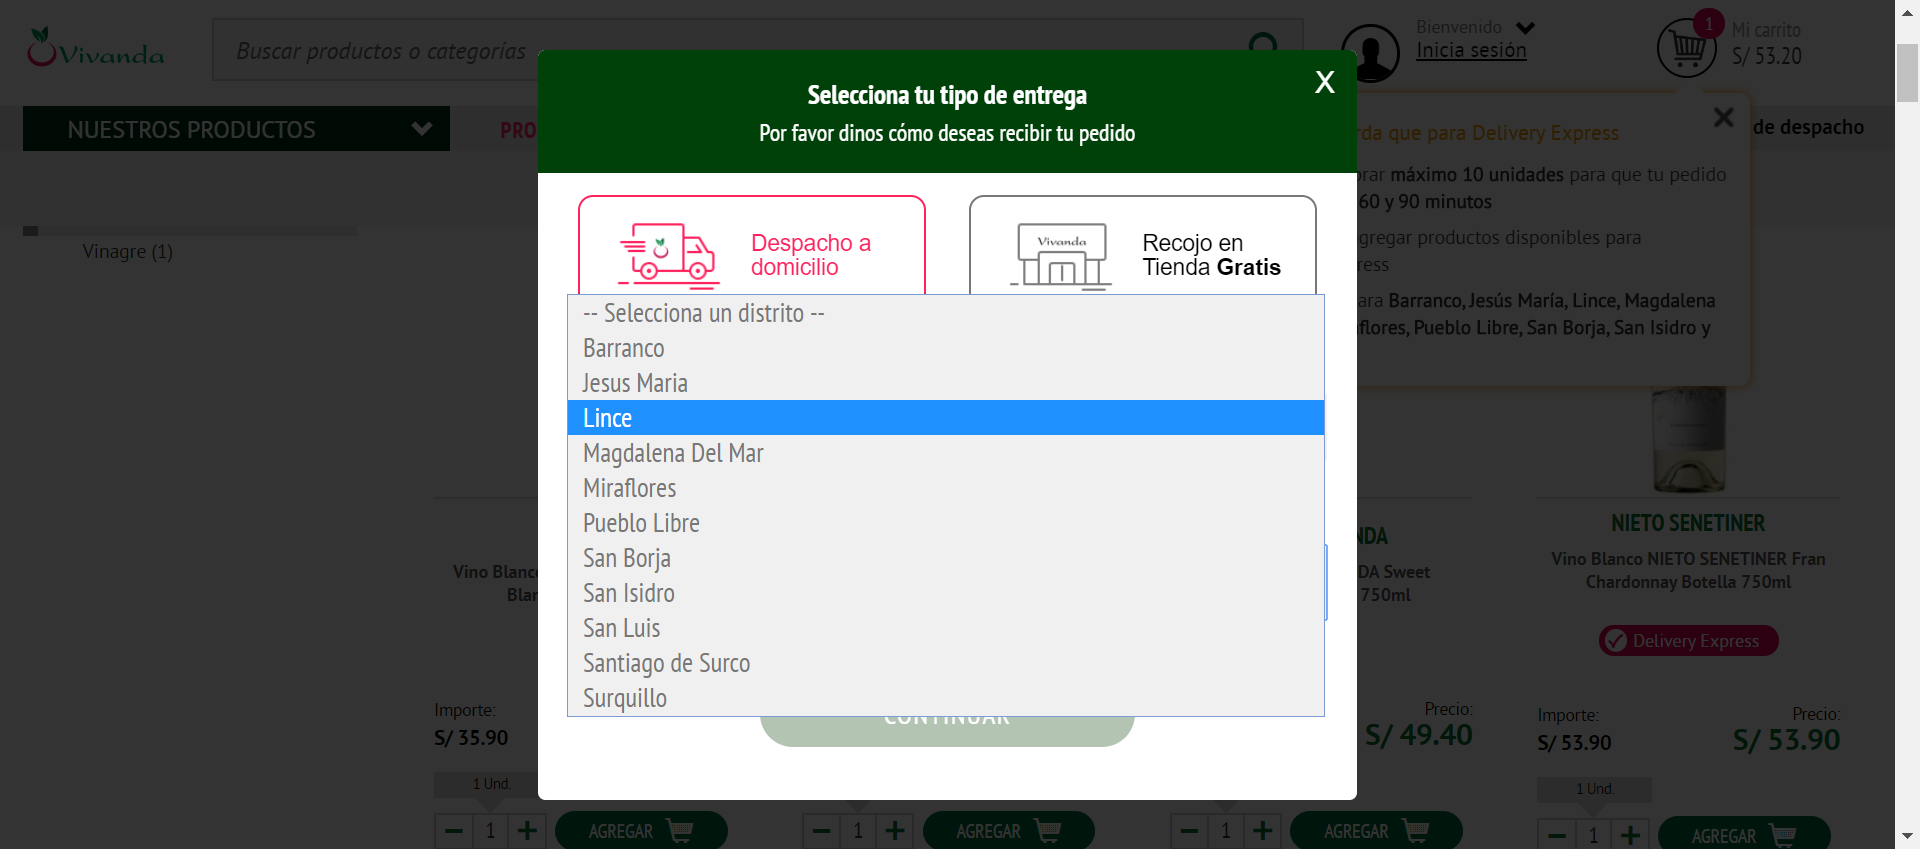 Vivanda
Buscar productos o categorías
Bienvenido
Inicia sesión
1
Mi carrito
S/ 53.20
NUESTROS PRODUCTOS
PRO
de despacho
Vinagre (1)
Selecciona tu tipo de entrega
Por favor dinos cómo deseas recibir tu pedido
X
Despacho a
domicilio
Vivanda
Recojo en
Tienda Gratis
-- Selecciona un distrito --
Barranco
Jesus Maria
Lince
Magdalena Del Mar
Miraflores
Pueblo Libre
San Borja
San Isidro
San Luis
Santiago de Surco
Surquillo
CONTINUAR
rda que para Delivery Express
rar máximo 10 unidades para que tu pedido
60 y 90 minutos
gregar productos disponibles para
ress
ara Barranco, Jesús María, Lince, Magdalena
flores, Pueblo Libre, San Borja, San Isidro y
Vino Blanc
Blan
Importe:
S/ 35.90
1 Und.
1
AGREGAR
1
AGREGAR
NDA
DA Sweet
750ml
Precio:
S/ 49.40
1
AGREGAR
NIETO SENETINER
Vino Blanco NIETO SENETINER Fran
Chardonnay Botella 750ml
Delivery Express
Importe:
S/ 53.90
Precio:
S/ 53.90
1 Und.
1
AGREGAR